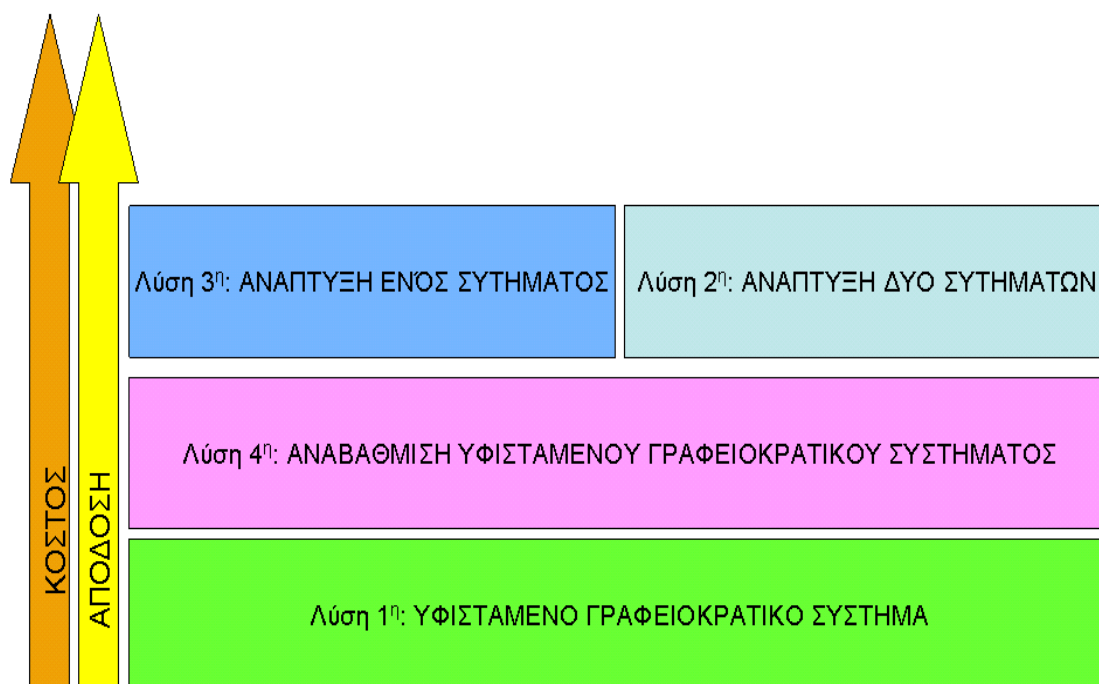 Λύση 3η: ΑΝΑΠΤΥΞΗ ΕΝΌΣ ΣΥΤΗΜΑΤΟΣ
Λύση 2η: ΑΝΑΠΤΥΞΗ ΔΥΟ ΣΥΤΗΜΑΤΩΝ
Λύση 4η: ΑΝΑΒΑΘΜΙΣΗ ΥΦΙΣΤΑΜΕΝΟΥ ΓΡΑΦΕΙΟΚΡΑΤΙΚΟΥ ΣΥΣΤΗΜΑΤΟΣ
Λύση 1η: ΥΦΙΣΤΑΜΕΝΟ ΓΡΑΦΕΙΟΚΡΑΤΙΚΟ ΣΥΣΤΗΜΑ
ΚΟΣΤΟΣ
ΑΠΟΔΟΣΗ